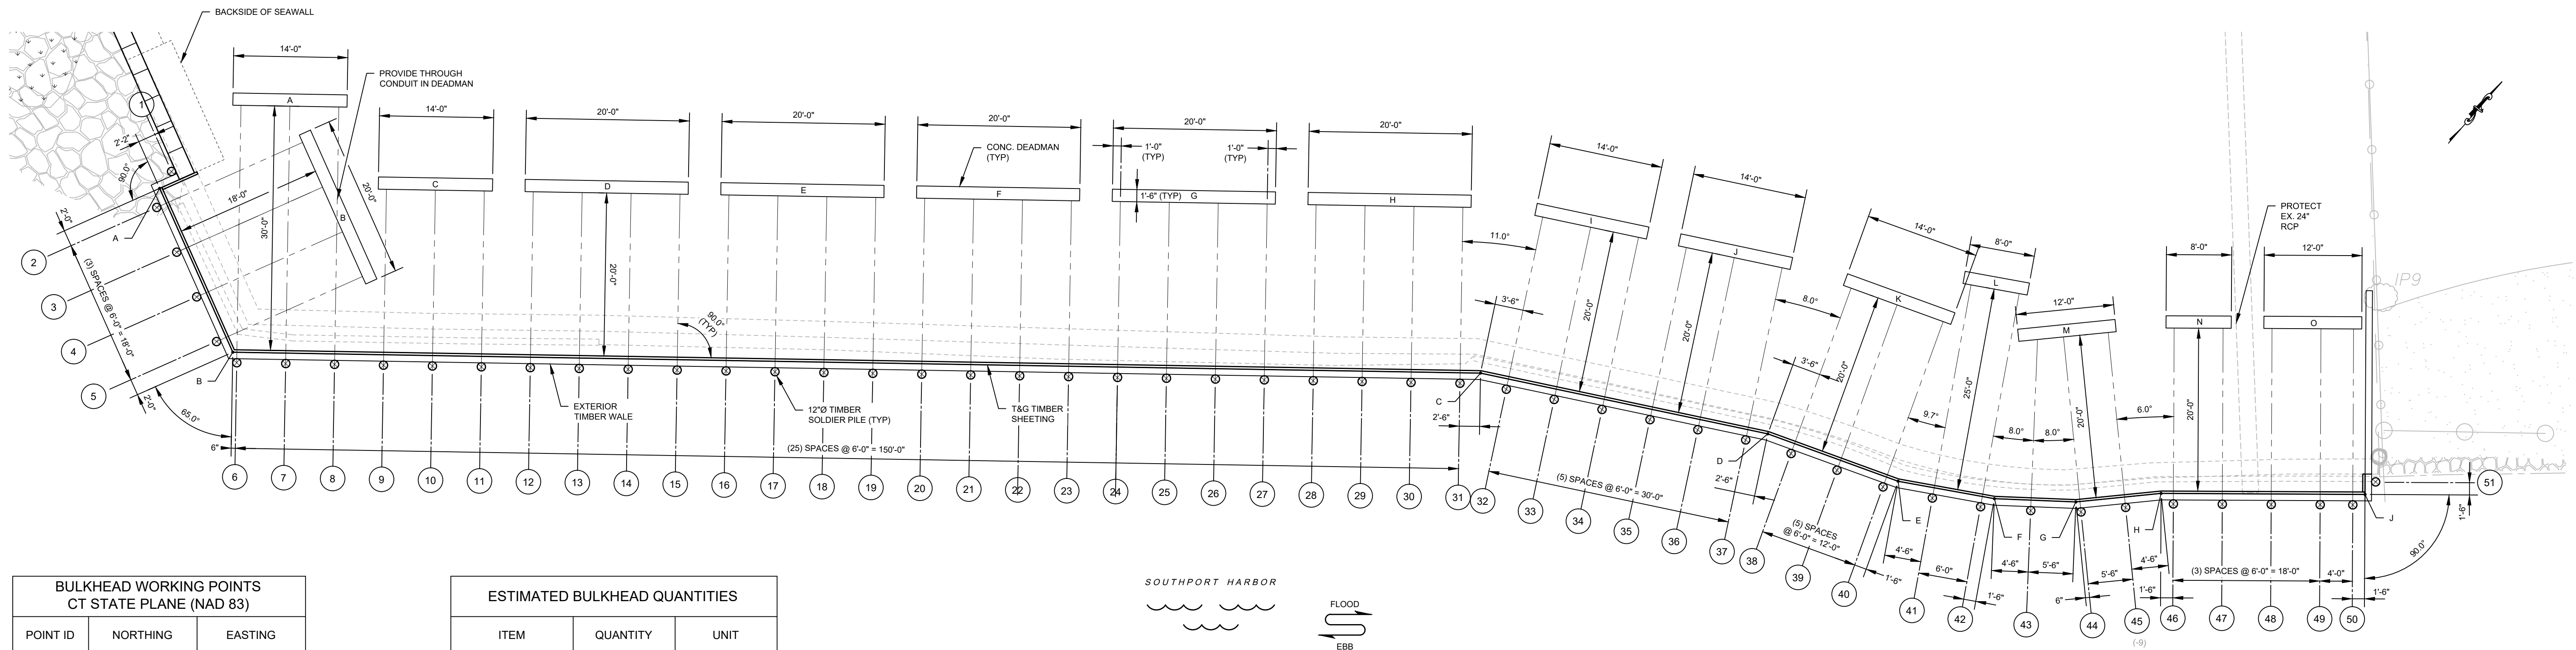 BACKSIDE OF SEAWALL
14'-0"
PROVIDE THROUGH
CONDUIT IN DEADMAN
A
1
2'-2"
90.0°
18'-0"
30'-0"
20'-0"
B
A
2'-0"
(3) SPACES @ 6'-0" = 18'-0"
2
3
4
5
2'-0"
B
65.0°
6"
14'-0"
C
20'-0"
D
20'-0"
20'-0"
E
20'-0"
F
CONC. DEADMAN
(TYP)
20'-0"
1'-0"
(TYP)
1'-0"
(TYP)
1'-6" (TYP)
G
20'-0"
H
90.0°
(TYP)
EXTERIOR
TIMBER WALE
12"Ø TIMBER
SOLDIER PILE (TYP)
T&G TIMBER
SHEETING
(25) SPACES @ 6'-0" = 150'-0"
C
2'-6"
11.0°
3'-6"
14'-0"
I
20'-0"
14'-0"
J
20'-0"
8.0°
3'-6"
14'-0"
K
20'-0"
D
2'-6"
(5) SPACES @ 6'-0" = 30'-0"
(5) SPACES
@ 6'-0" = 12'-0"
8'-0"
L
25'-0"
9.7°
E
4'-6"
1'-6"
6'-0"
1'-6"
8.0°
8.0°
12'-0"
M
20'-0"
F
G
4'-6"
5'-6"
5'-6"
6"
4'-6"
1'-6"
H
6.0°
8'-0"
N
20'-0"
12'-0"
O
PROTECT
EX. 24"
RCP
IP9
(3) SPACES @ 6'-0" = 18'-0"
4'-0"
1'-6"
J
90.0°
1'-6"
51
6 7 8 9 10 11 12 13 14 15 16 17 18 19 20 21 22 23 24 25 26 27 28 29 30 31 32 33 34 35 36 37 38 39 40 41 42 43 44 45 46 47 48 49 50
(-9)
SOUTHPORT HARBOR
FLOOD
EBB
BULKHEAD WORKING POINTS
CT STATE PLANE (NAD 83)
POINT ID NORTHING EASTING
ESTIMATED BULKHEAD QUANTITIES
ITEM QUANTITY UNIT